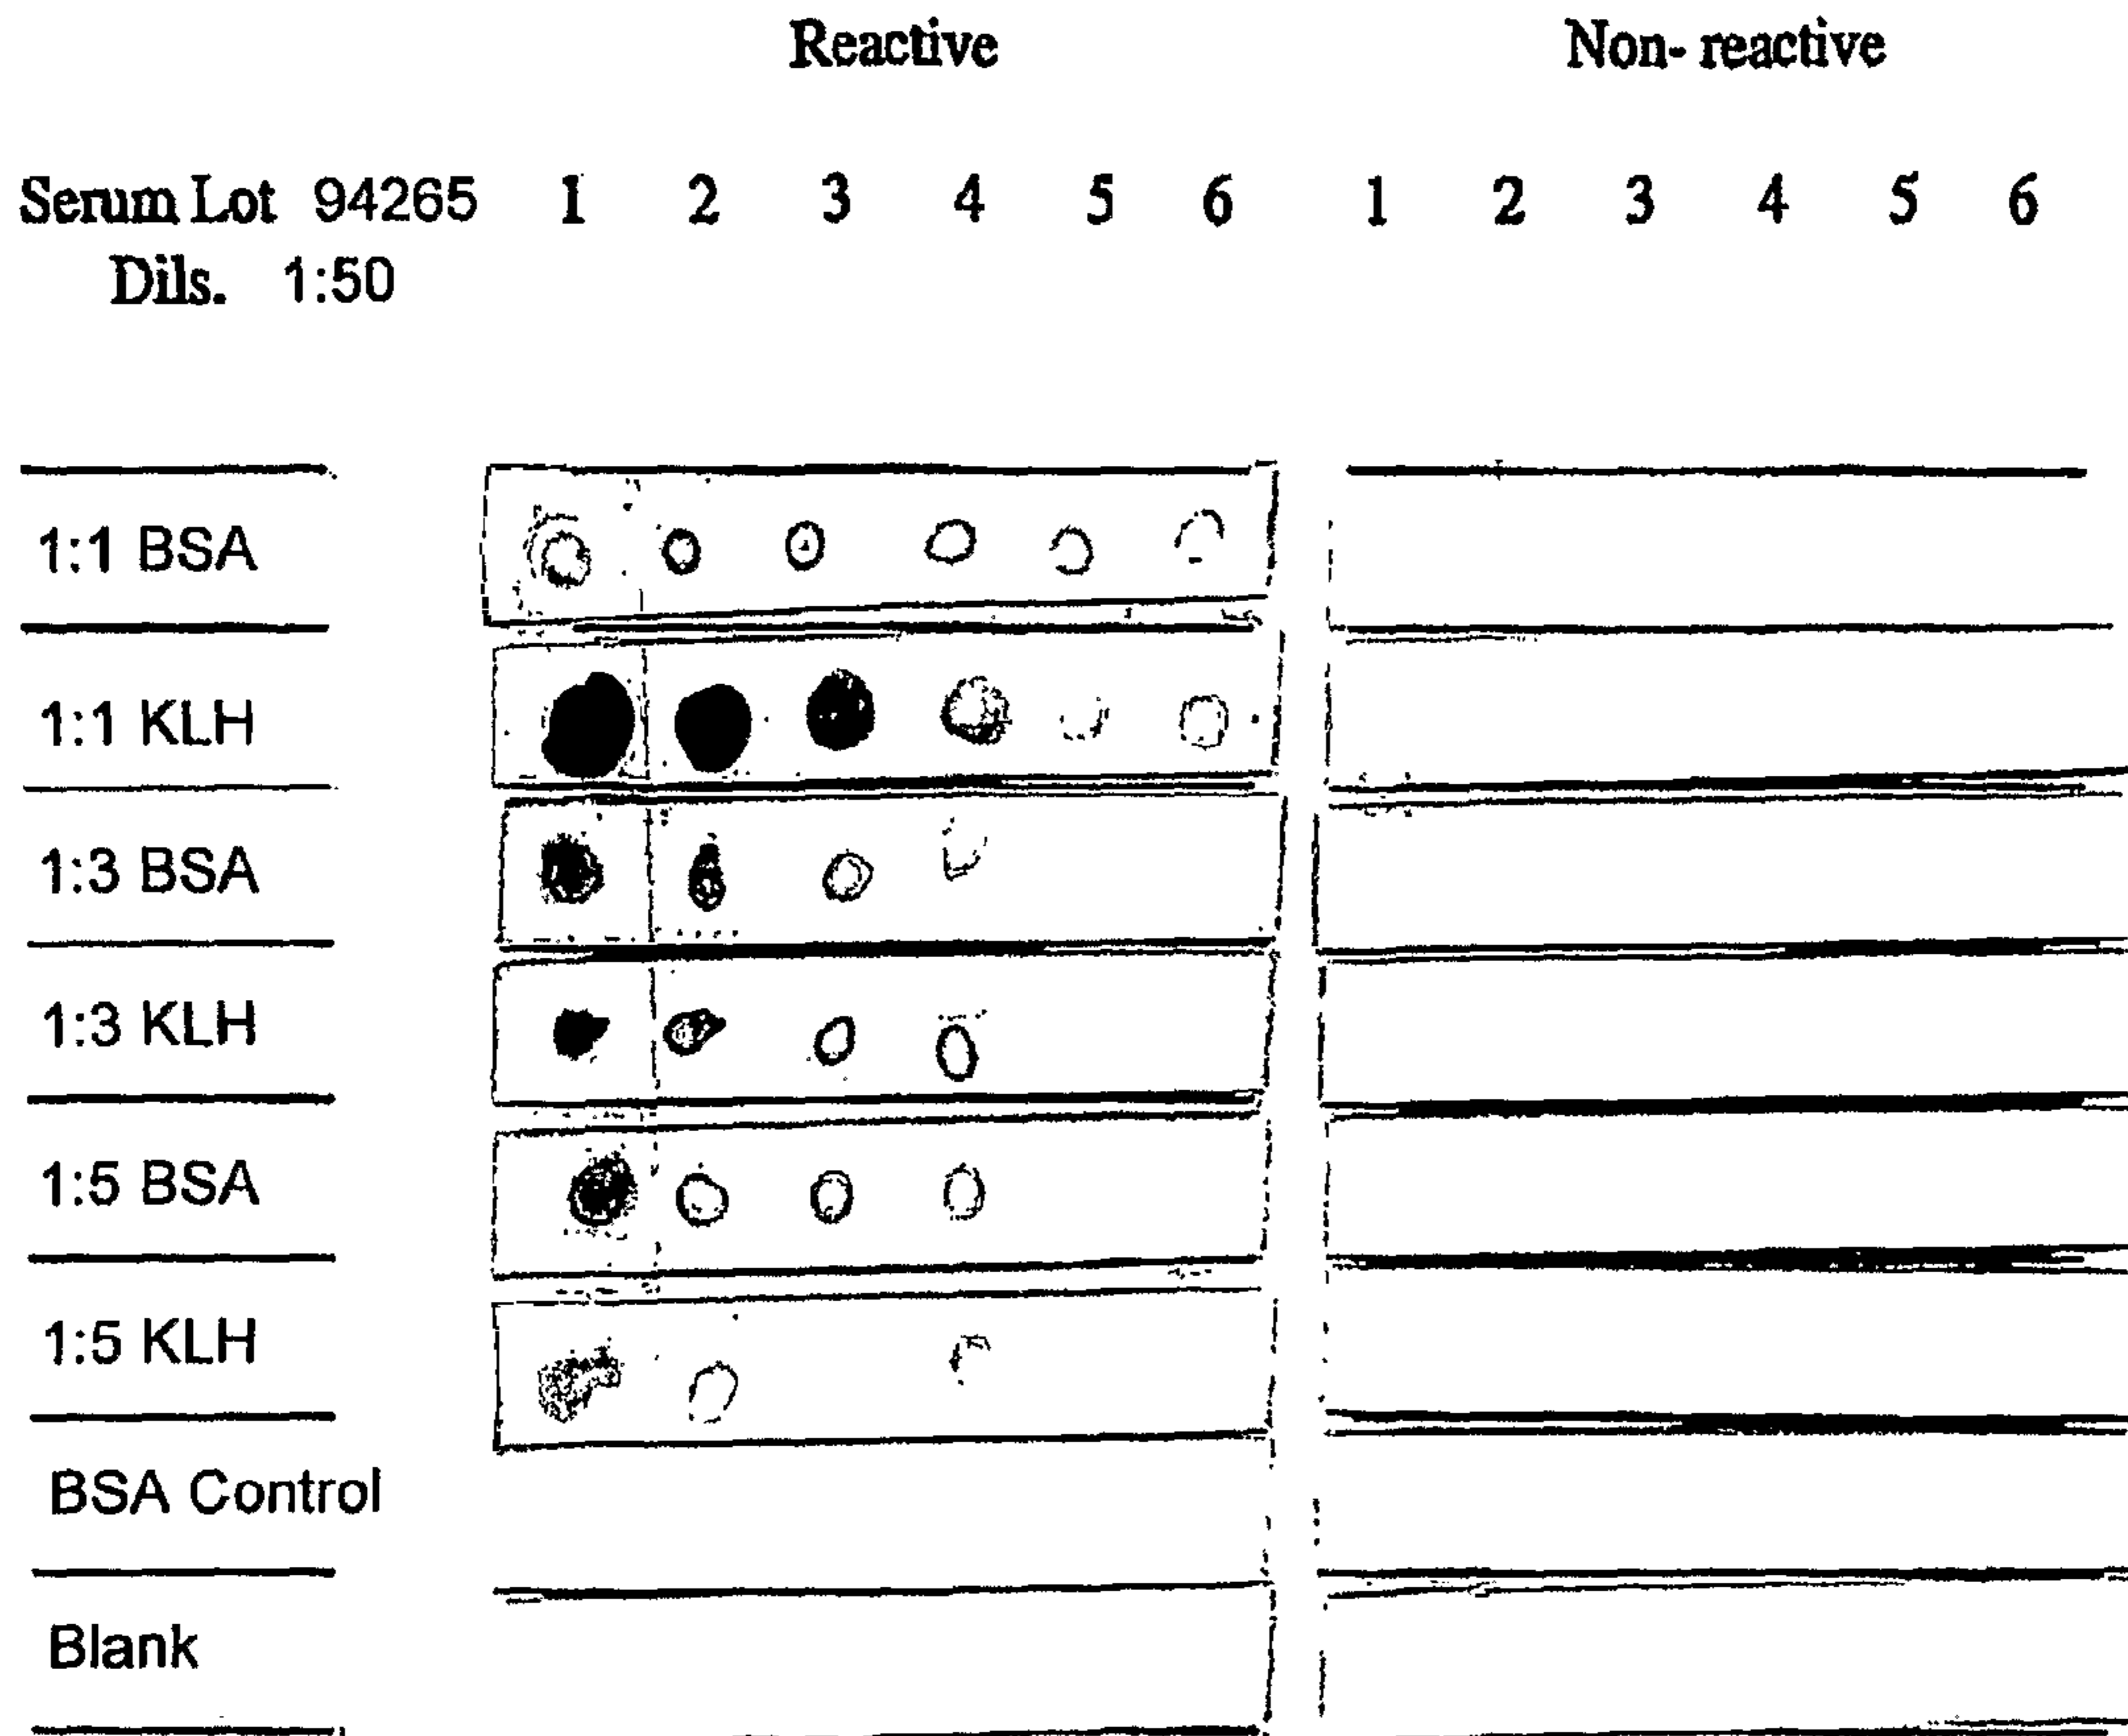 Reactive Non- reactive
Serum Lot 94265 1 2 3 4 5 6 1 2 3 4 5 6
Dils. 1:50
1:1 BSA
1:1 KLH
1:3 BSA
1:3 KLH
1:5 BSA
1:5 KLH
BSA Control
Blank